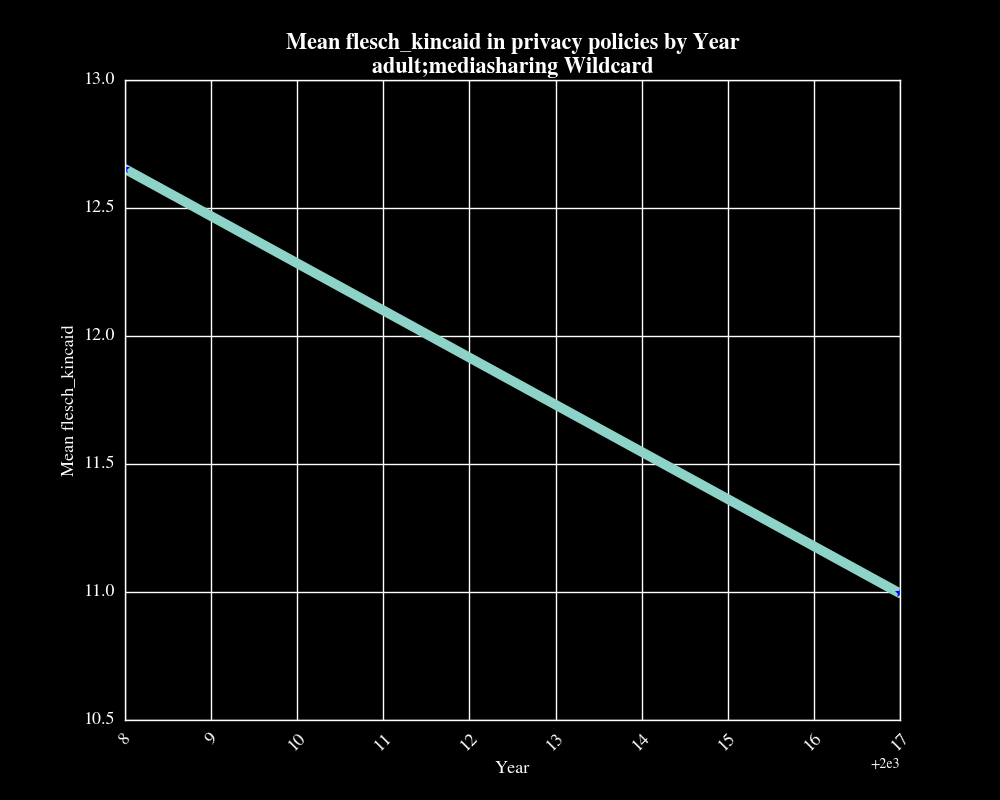 Mean flesch_kincaid in privacy policies by Year
adult;mediasharing Wildcard
13.0
12.5
12.0
11.5
11.0
10.5
Mean flesch_kincaid
8 9 10 11 12 13 14 15 16 17
Year
+2e3